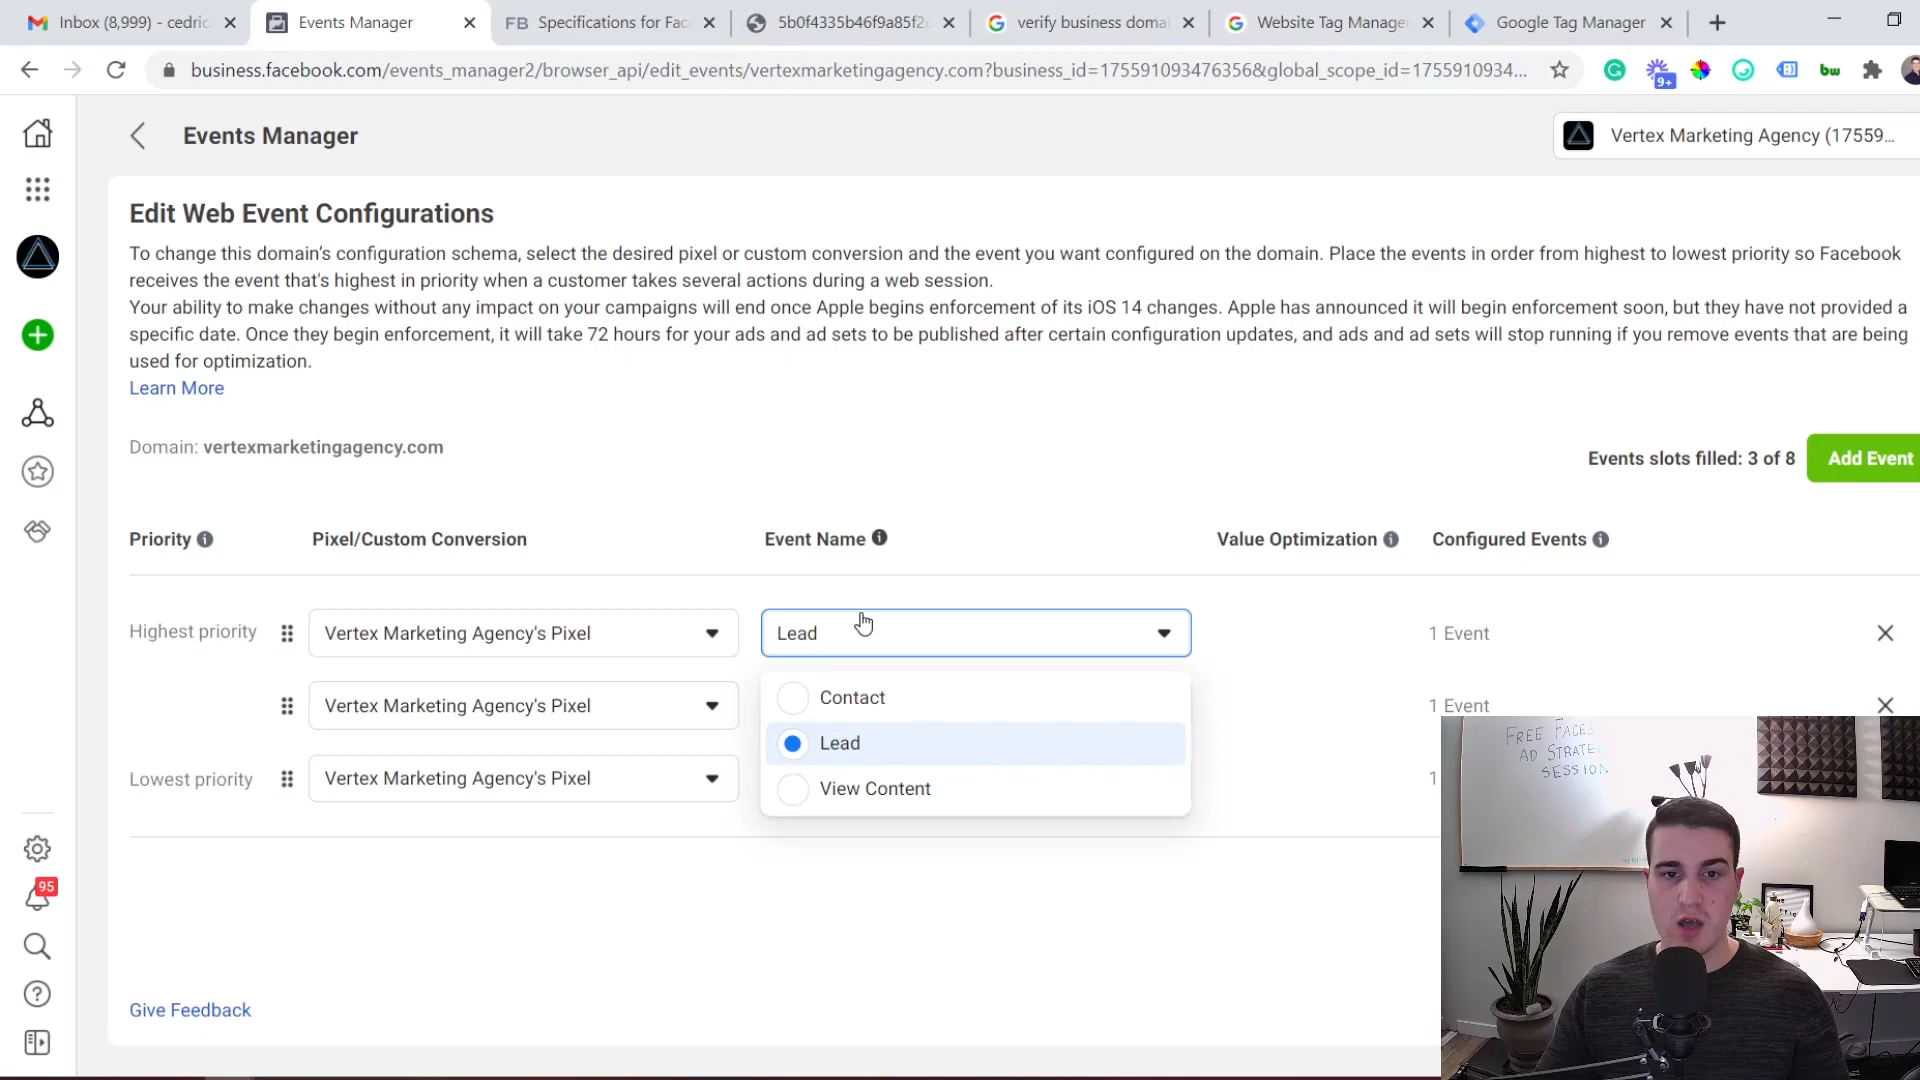 Inbox (8,999) - cedric.
Events Manager
FB Specifications for Fac
5b0f4335b46f9a85f2
verify business domai
Website Tag Manage
Google Tag Manager
business.facebook.com/events_manager2/browser_api/edit_events/vertexmarketingagency.com?business_id=175591093476356&global_scope_id=1755910934...
9+
bw
Events Manager
Vertex Marketing Agency (17559...
Edit Web Event Configurations
To change this domain's configuration schema, select the desired pixel or custom conversion and the event you want configured on the domain. Place the events in order from highest to lowest priority so Facebook
receives the event that's highest in priority when a customer takes several actions during a web session.
Your ability to make changes without any impact on your campaigns will end once Apple begins enforcement of its iOS 14 changes. Apple has announced it will begin enforcement soon, but they have not provided a
specific date. Once they begin enforcement, it will take 72 hours for your ads and ad sets to be published after certain configuration updates, and ads and ad sets will stop running if you remove events that are being
used for optimization.
Learn More
Domain: vertexmarketingagency.com
Events slots filled: 3 of 8
Add Event
Priority
Pixel/Custom Conversion
Event Name
Value Optimization
Configured Events
Highest priority
Vertex Marketing Agency's Pixel
Lead
1 Event
Vertex Marketing Agency's Pixel
Contact
1 Event
Lead
Lowest priority
Vertex Marketing Agency's Pixel
View Content
1
95
Give Feedback
FREE FACEB
AD STRATE
SESSION